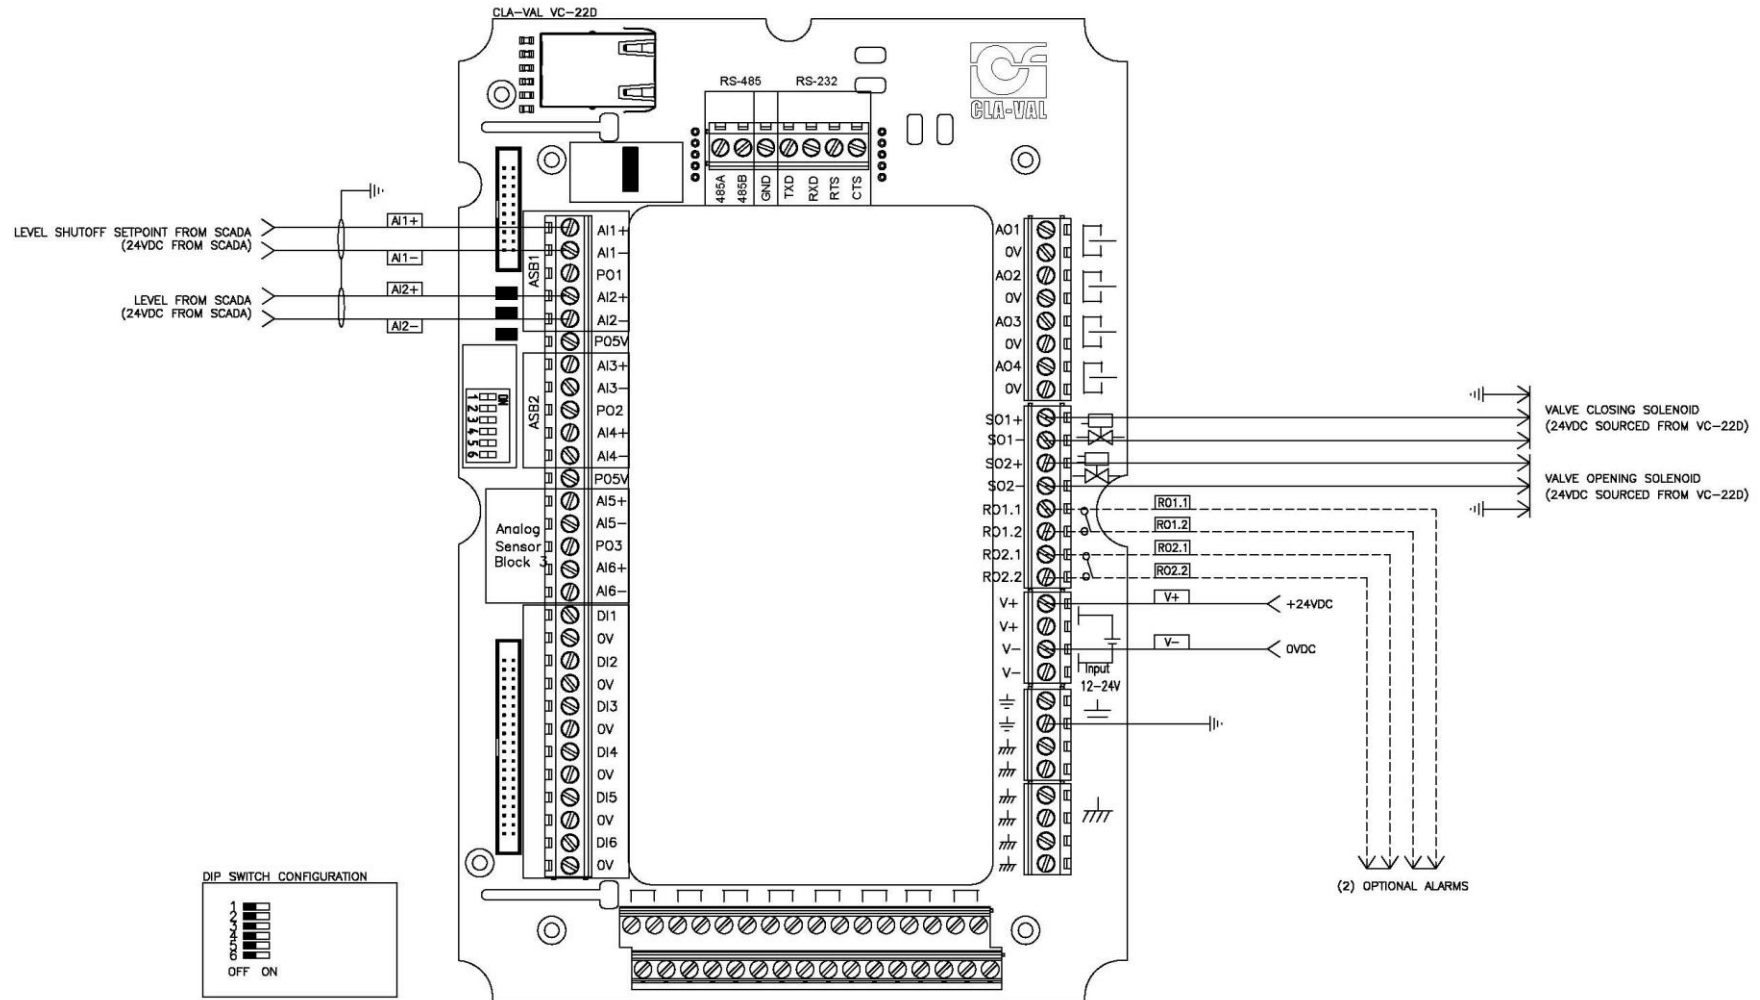 CLA-VAL VC-22D
CLA-VAL
RS-485
RS-232
485A
485B
GND
TXD
RXD
RTS
CTS
LEVEL SHUTOFF SETPOINT FROM SCADA
(24VDC FROM SCADA)
AI1+
AI1-
LEVEL FROM SCADA
(24VDC FROM SCADA)
AI2+
AI2-
ASB1
AI1+
AI1-
PO1
AI2+
AI2-
PO5V
ASB2
AI3+
AI3-
PO2
AI4+
AI4-
PO5V
ON
1
2
3
4
5
6
Analog
Sensor
Block 3
AI5+
AI5-
PO3
AI6+
AI6-
DI1
0V
DI2
0V
DI3
0V
DI4
0V
DI5
0V
DI6
0V
AO1
0V
AO2
0V
AO3
0V
AO4
0V
SO1+
SO1-
SO2+
SO2-
RO1.1
RO1.2
RO2.1
RO2.2
V+
V+
V-
V-
Input
12-24V
VALVE CLOSING SOLENOID
(24VDC SOURCED FROM VC-22D)
VALVE OPENING SOLENOID
(24VDC SOURCED FROM VC-22D)
RO1.1
RO1.2
RO2.1
RO2.2
V+
+24VDC
V-
0VDC
(2) OPTIONAL ALARMS
DIP SWITCH CONFIGURATION
1
2
3
4
5
6
OFF ON